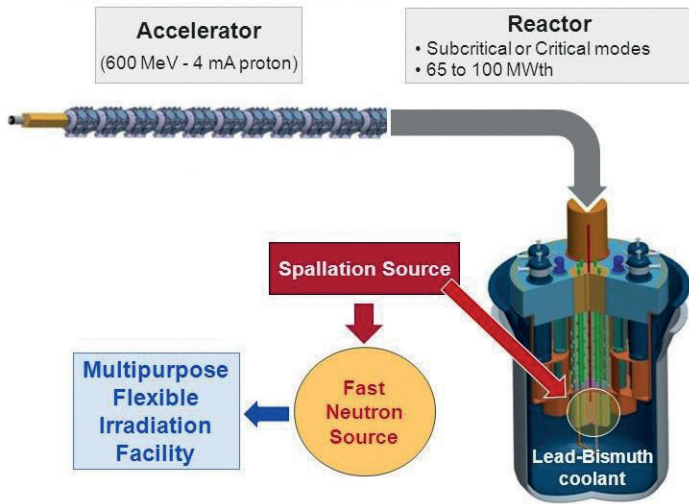 Accelerator
(600 MeV - 4 mA proton)
Reactor
• Subcritical or Critical modes
• 65 to 100 MWth
Spallation Source
Multipurpose
Flexible
Irradiation
Facility
Fast
Neutron
Source
Lead-Bismuth
coolant